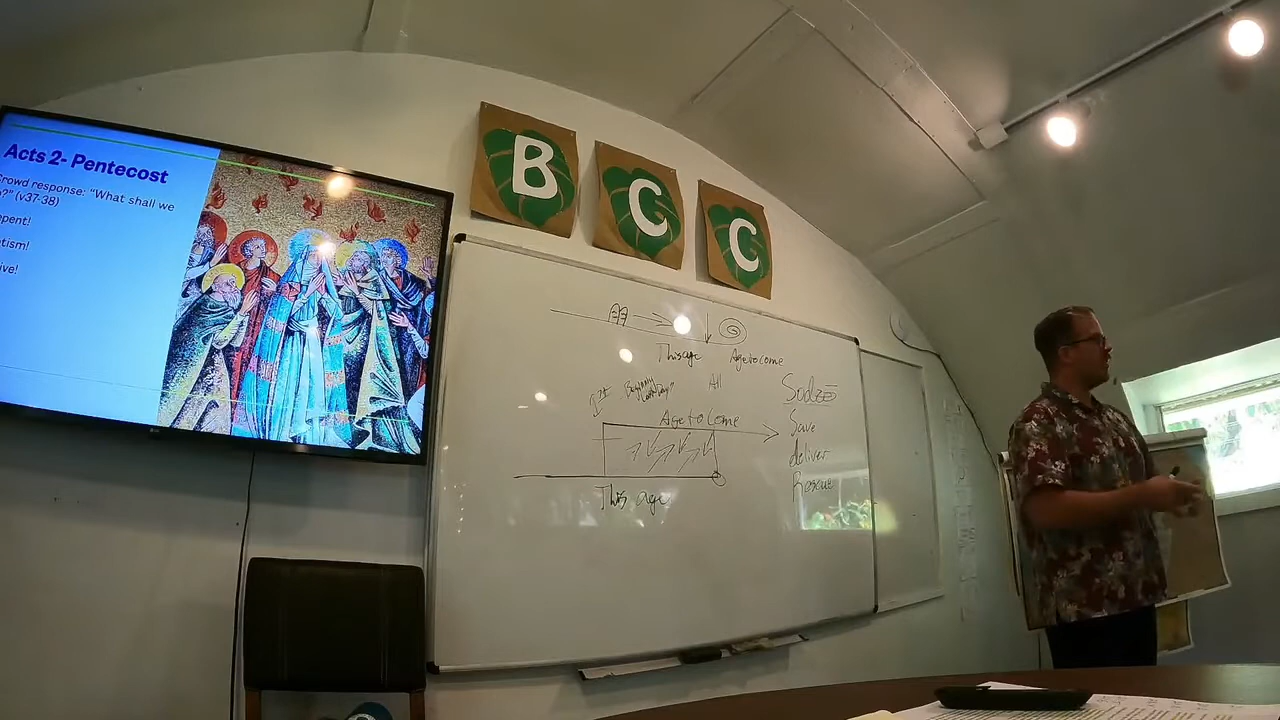 Acts 2- Pentecost
Crowd response: "What shall we
?" (v37-38)
pent!
tism!
ive!
B
C
C
This age
Age to come
All
Age to Come
This age
Save
deliver
Rescue